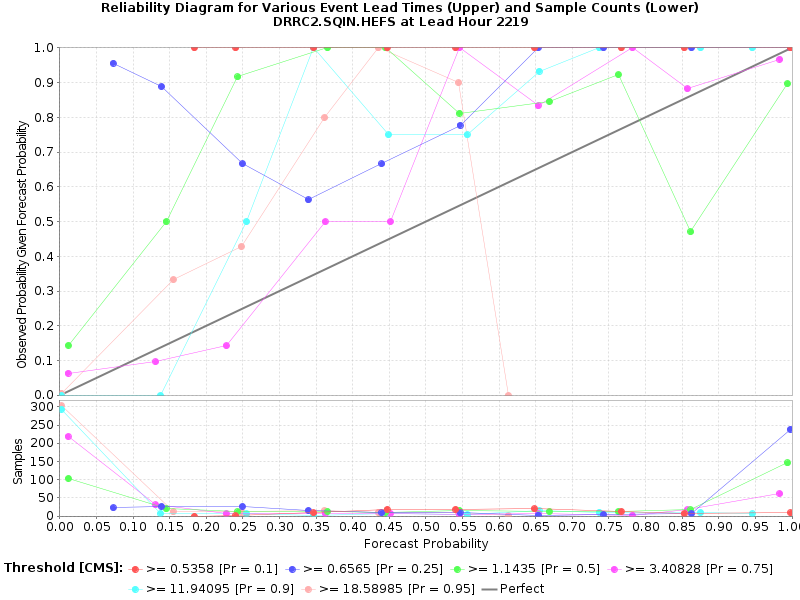 Reliability Diagram for Various Event Lead Times (Upper) and Sample Counts (Lower)
DRRC2.SQIN.HEFS at Lead Hour 2219
Observed Probability Given Forecast Probability
1.0
0.9
0.8
0.7
0.6
0.5
0.4
0.3
0.2
0.1
0.0
Samples
300
250
200
150
100
50
0
0.00 0.05 0.10 0.15 0.20 0.25 0.30 0.35 0.40 0.45 0.50 0.55 0.60 0.65 0.70 0.75 0.80 0.85 0.90 0.95 1.00
Forecast Probability
Threshold [CMS]: >= 0.5358 [Pr = 0.1] >= 0.6565 [Pr = 0.25] >= 1.1435 [Pr = 0.5] >= 3.40828 [Pr = 0.75]
>= 11.94095 [Pr = 0.9] >= 18.58985 [Pr = 0.95] Perfect